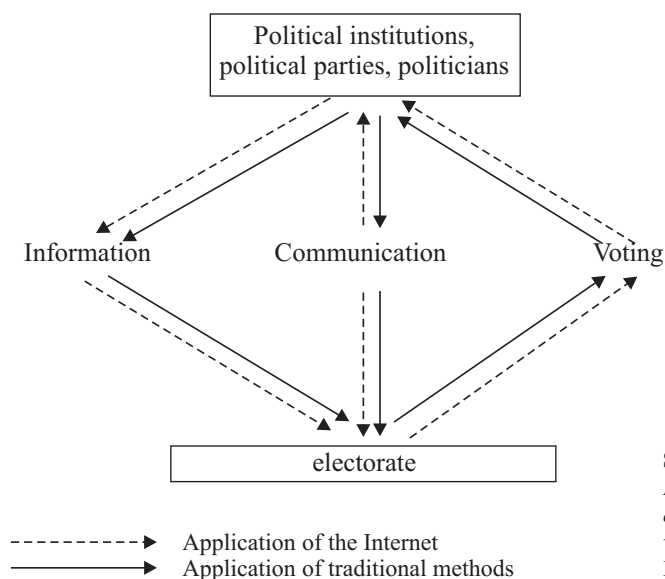 Political institutions,
political parties, politicians
Information
Communication
Voting
electorate
Application of the Internet
Application of traditional methods